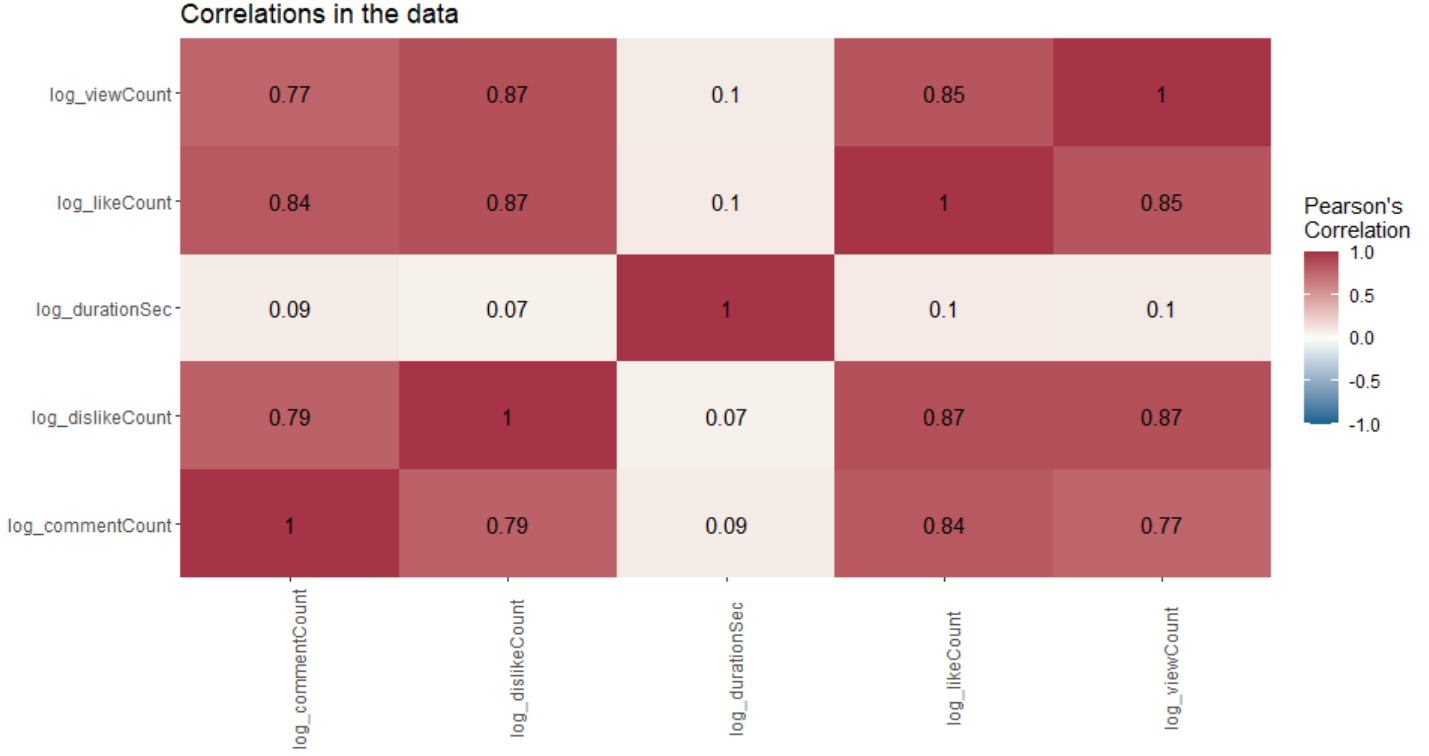 Correlations in the data
log_viewCount 0.77 0.87 0.1 0.85 1
log_likeCount 0.84 0.87 0.1 1 0.85
log_durationSec 0.09 0.07 1 0.1 0.1
log_dislikeCount 0.79 1 0.07 0.87 0.87
log_commentCount 1 0.79 0.09 0.84 0.77
log_commentCount log_dislikeCount log_durationSec log_likeCount log_viewCount
Pearson's
Correlation
1.0
0.5
0.0
-0.5
-1.0